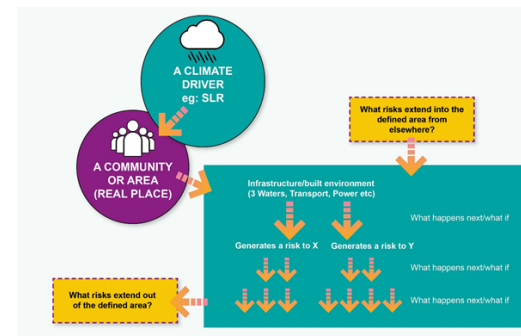 A CLIMATE
DRIVER
eg: SLR
A COMMUNITY
OR AREA
(REAL PLACE)
What risks extend into the
defined area from
elsewhere?
Infrastructure/built environment
(3 Waters, Transport, Power etc)
What happens next/what if
Generates a risk to X
Generates a risk to Y
What happens next/what if
What happens next/what if
What risks extend out
of the defined area?